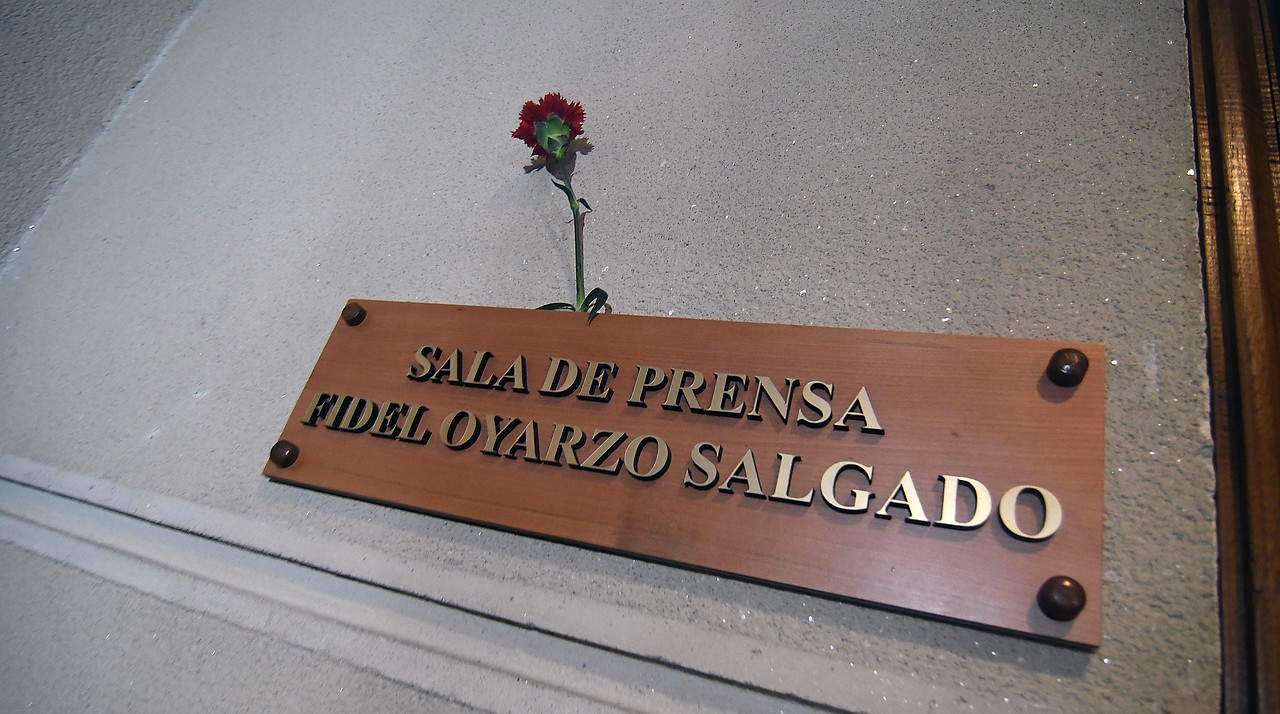 SALA DE PRENSA
FIDEL OYARZO SALGADO